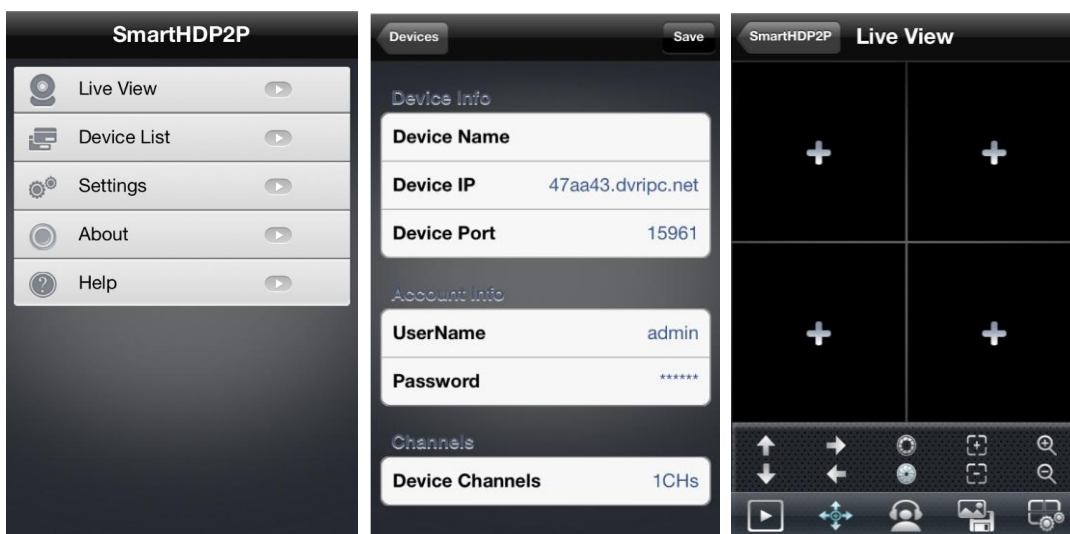 SmartHDP2P
Live View
Device List
Settings
About
Help
Devices
Save
Device Info
Device Name
Device IP 47aa43.dvripc.net
Device Port 15961
Account Info
UserName admin
Password ******
Channels
Device Channels 1CHs
SmartHDP2P
Live View